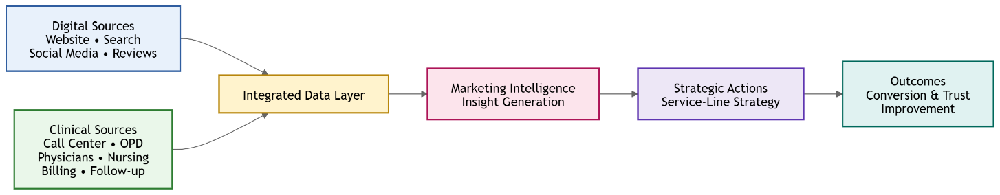 Digital Sources
Website • Search
Social Media • Reviews
Clinical Sources
Call Center • OPD
Physicians • Nursing
Billing • Follow-up
Integrated Data Layer
Marketing Intelligence
Insight Generation
Strategic Actions
Service-Line Strategy
Outcomes
Conversion & Trust
Improvement